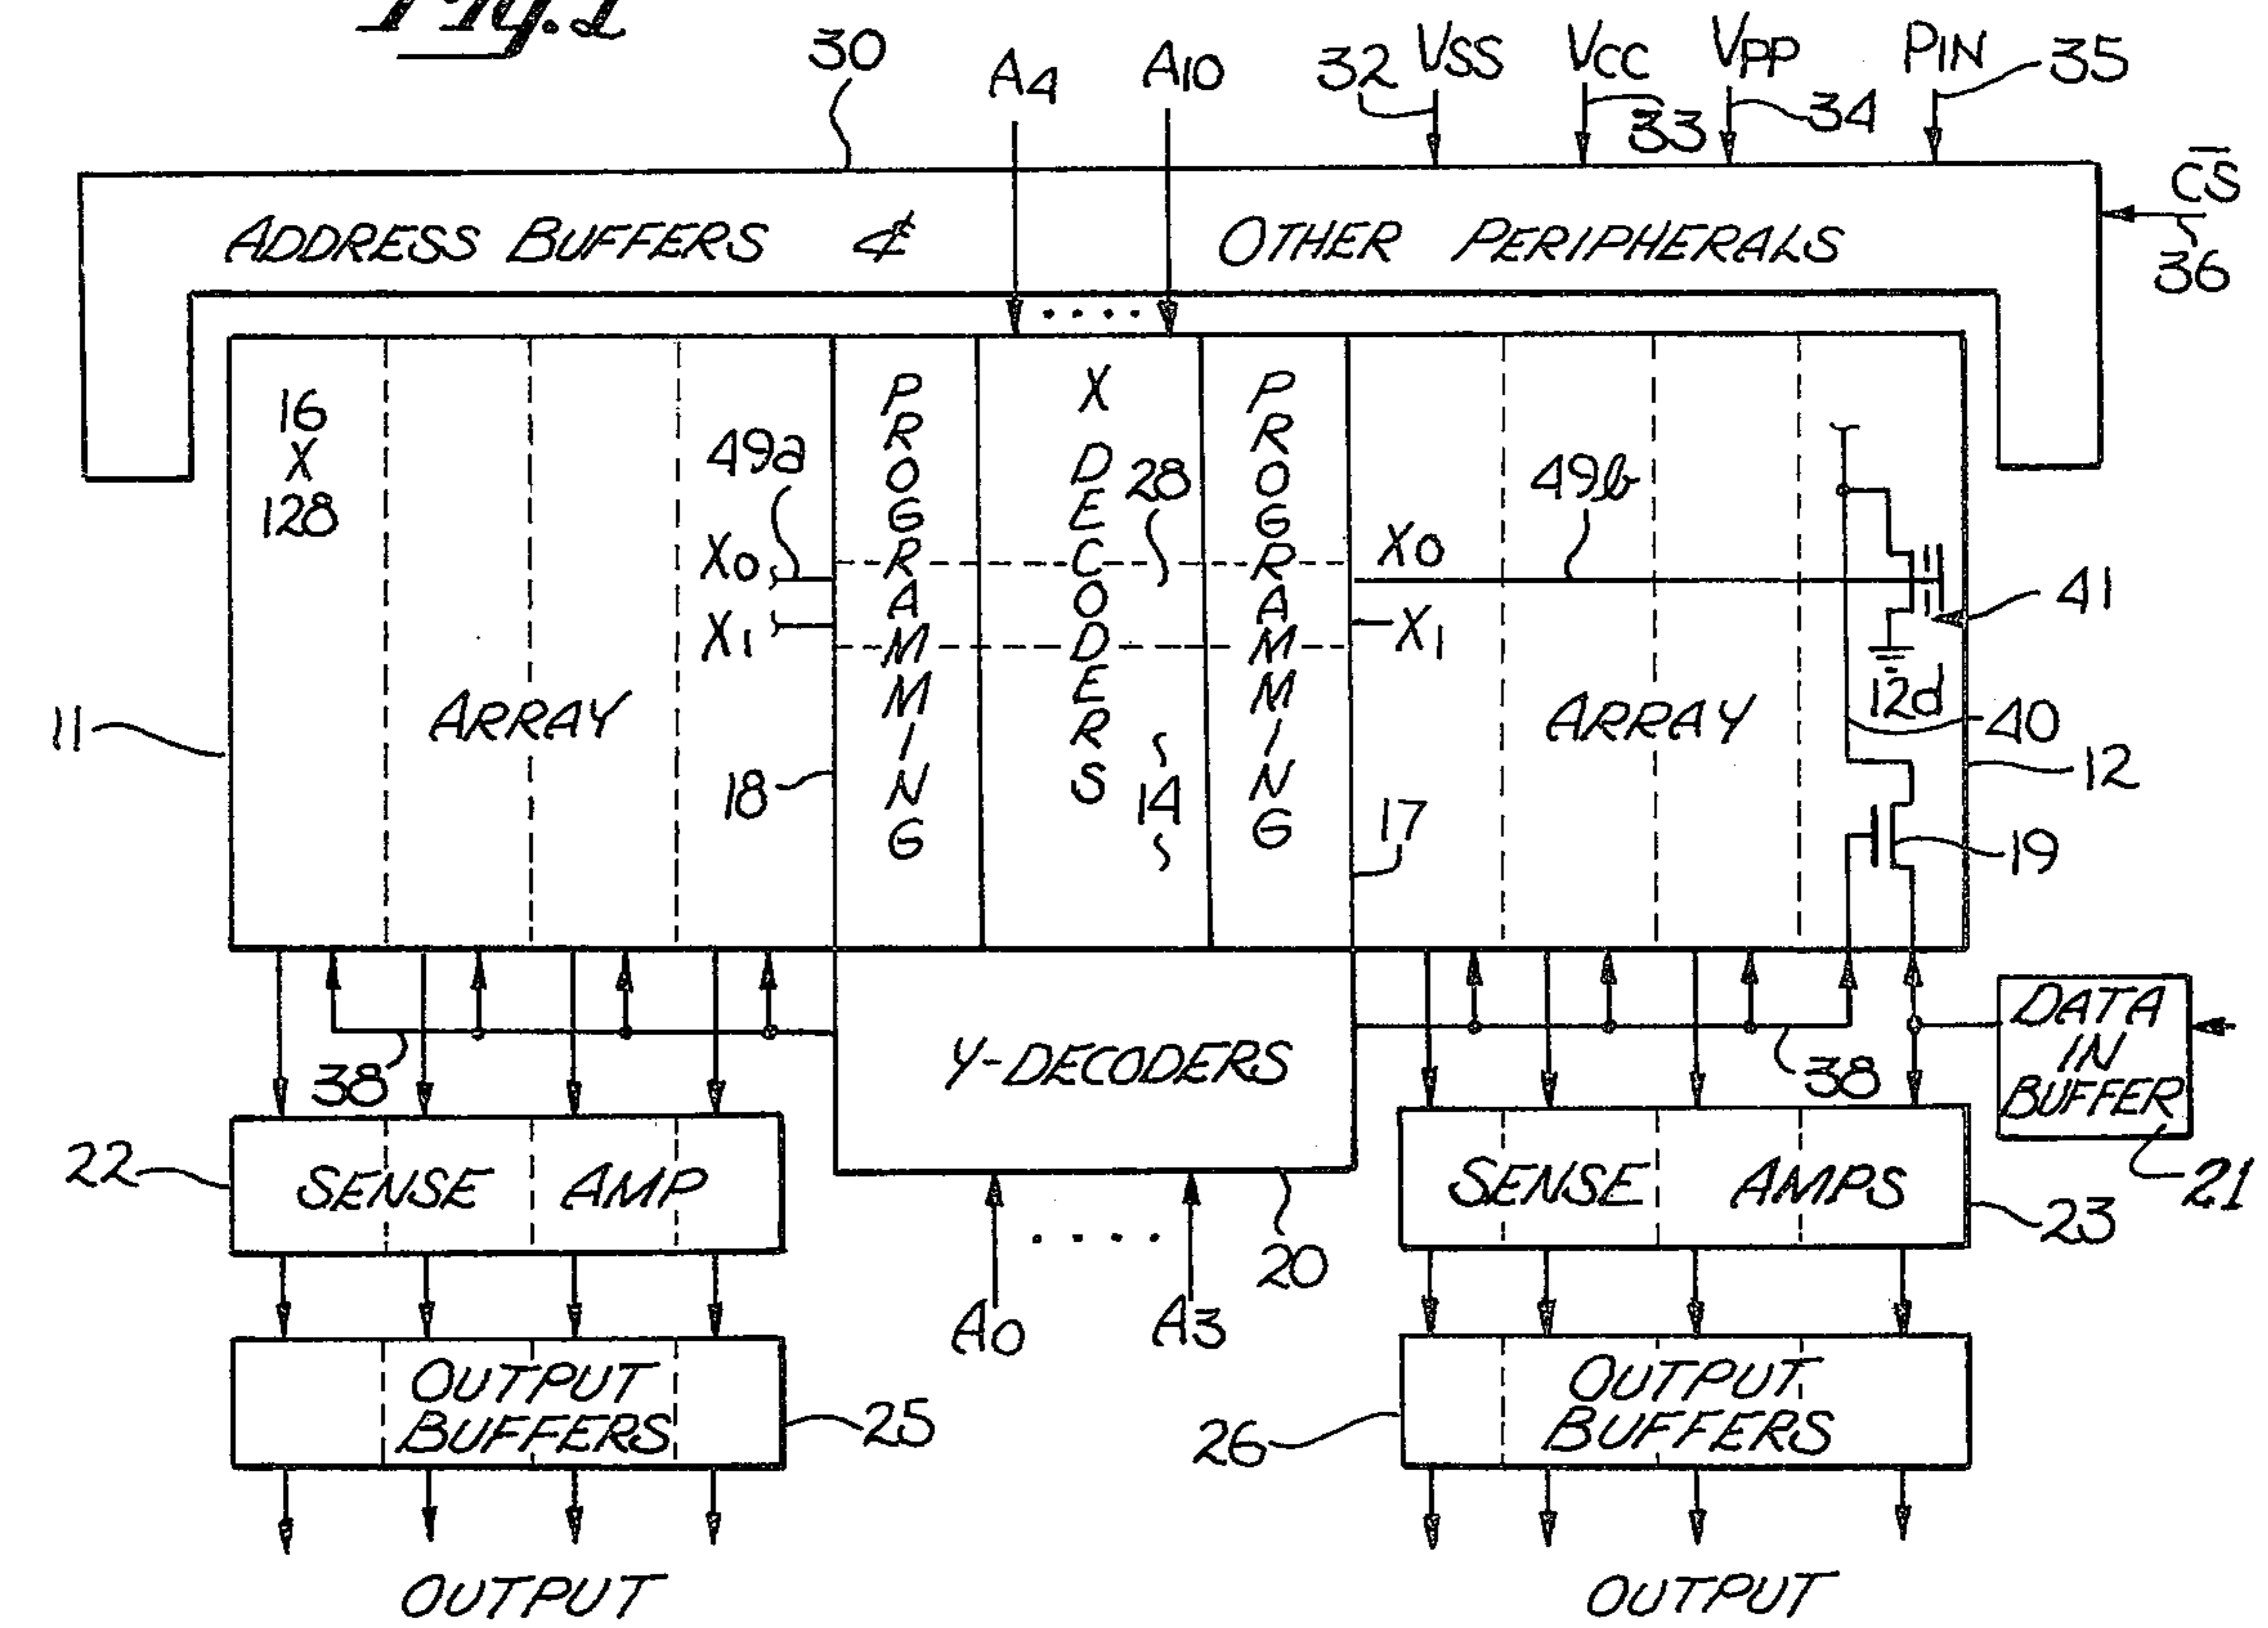 Fig. 1
30
A4
A10
32
VSS
VCC
33
VPP
34
PIN
35
C̅S̅
36
ADDRESS BUFFERS & OTHER PERIPHERALS
16
X
128
49a
X0
X1
ARRAY
11
18
PROGRAMMING
X DECODERS
28
14
PROGRAMMING
49b
X0
X1
ARRAY
17
41
12d
40
12
19
38
Y-DECODERS
38
DATA
IN
BUFFER
21
22
SENSE AMP
20
SENSE AMPS
23
A0
A3
OUTPUT
BUFFERS
25
26
OUTPUT
BUFFERS
OUTPUT
OUTPUT